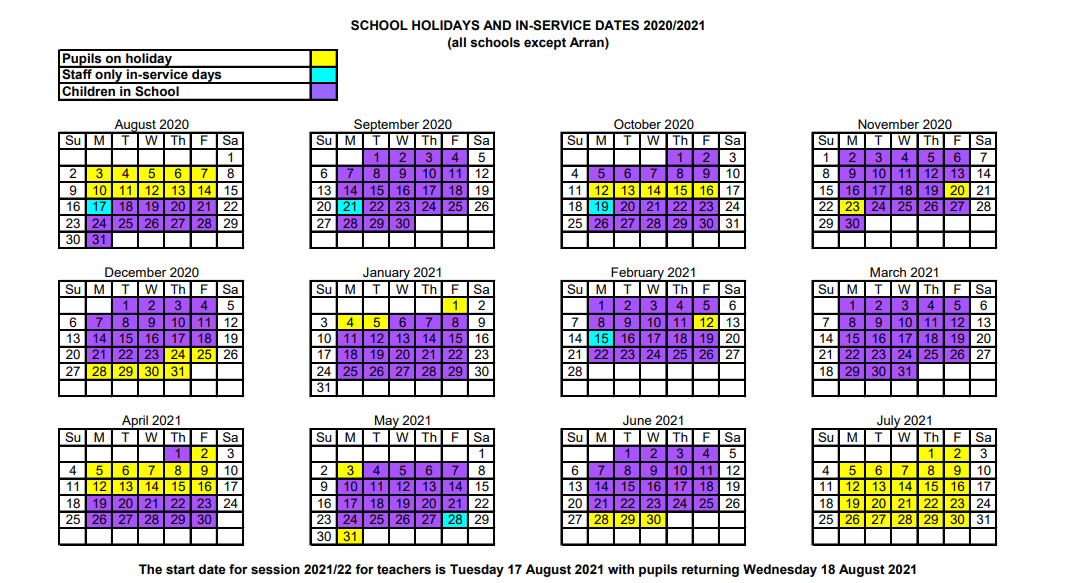 SCHOOL HOLIDAYS AND IN-SERVICE DATES 2020/2021
(all schools except Arran)
Pupils on holiday
Staff only in-service days
Children in School
August 2020 September 2020 October 2020 November 2020
Su M T W Th F Sa Su M T W Th F Sa Su M T W Th F Sa Su M T W Th F Sa
1 1 2 3 4 5 1 2 3 1 2 3 4 5 6 7
2 3 4 5 6 7 8 6 7 8 9 10 11 12 4 5 6 7 8 9 10 8 9 10 11 12 13 14
9 10 11 12 13 14 15 13 14 15 16 17 18 19 11 12 13 14 15 16 17 15 16 17 18 19 20 21
16 17 18 19 20 21 22 20 21 22 23 24 25 26 18 19 20 21 22 23 24 22 23 24 25 26 27 28
23 24 25 26 27 28 29 27 28 29 30 25 26 27 28 29 30 31 29 30
30 31
December 2020 January 2021 February 2021 March 2021
Su M T W Th F Sa Su M T W Th F Sa Su M T W Th F Sa Su M T W Th F Sa
1 2 3 4 5 1 2 1 2 3 4 5 6 1 2 3 4 5 6
6 7 8 9 10 11 12 3 4 5 6 7 8 9 7 8 9 10 11 12 13 7 8 9 10 11 12 13
13 14 15 16 17 18 19 10 11 12 13 14 15 16 14 15 16 17 18 19 20 14 15 16 17 18 19 20
20 21 22 23 24 25 26 17 18 19 20 21 22 23 21 22 23 24 25 26 27 21 22 23 24 25 26 27
27 28 29 30 31 24 25 26 27 28 29 30 28 18 29 30 31
31
April 2021 May 2021 June 2021 July 2021
Su M T W Th F Sa Su M T W Th F Sa Su M T W Th F Sa Su M T W Th F Sa
1 2 3 1 1 2 3 4 5 1 2 3
4 5 6 7 8 9 10 2 3 4 5 6 7 8 6 7 8 9 10 11 12 4 5 6 7 8 9 10
11 12 13 14 15 16 17 9 10 11 12 13 14 15 13 14 15 16 17 18 19 11 12 13 14 15 16 17
18 19 20 21 22 23 24 16 17 18 19 20 21 22 20 21 22 23 24 25 26 18 19 20 21 22 23 24
25 26 27 28 29 30 23 24 25 26 27 28 29 27 28 29 30 25 26 27 28 29 30 31
30 31
The start date for session 2021/22 for teachers is Tuesday 17 August 2021 with pupils returning Wednesday 18 August 2021